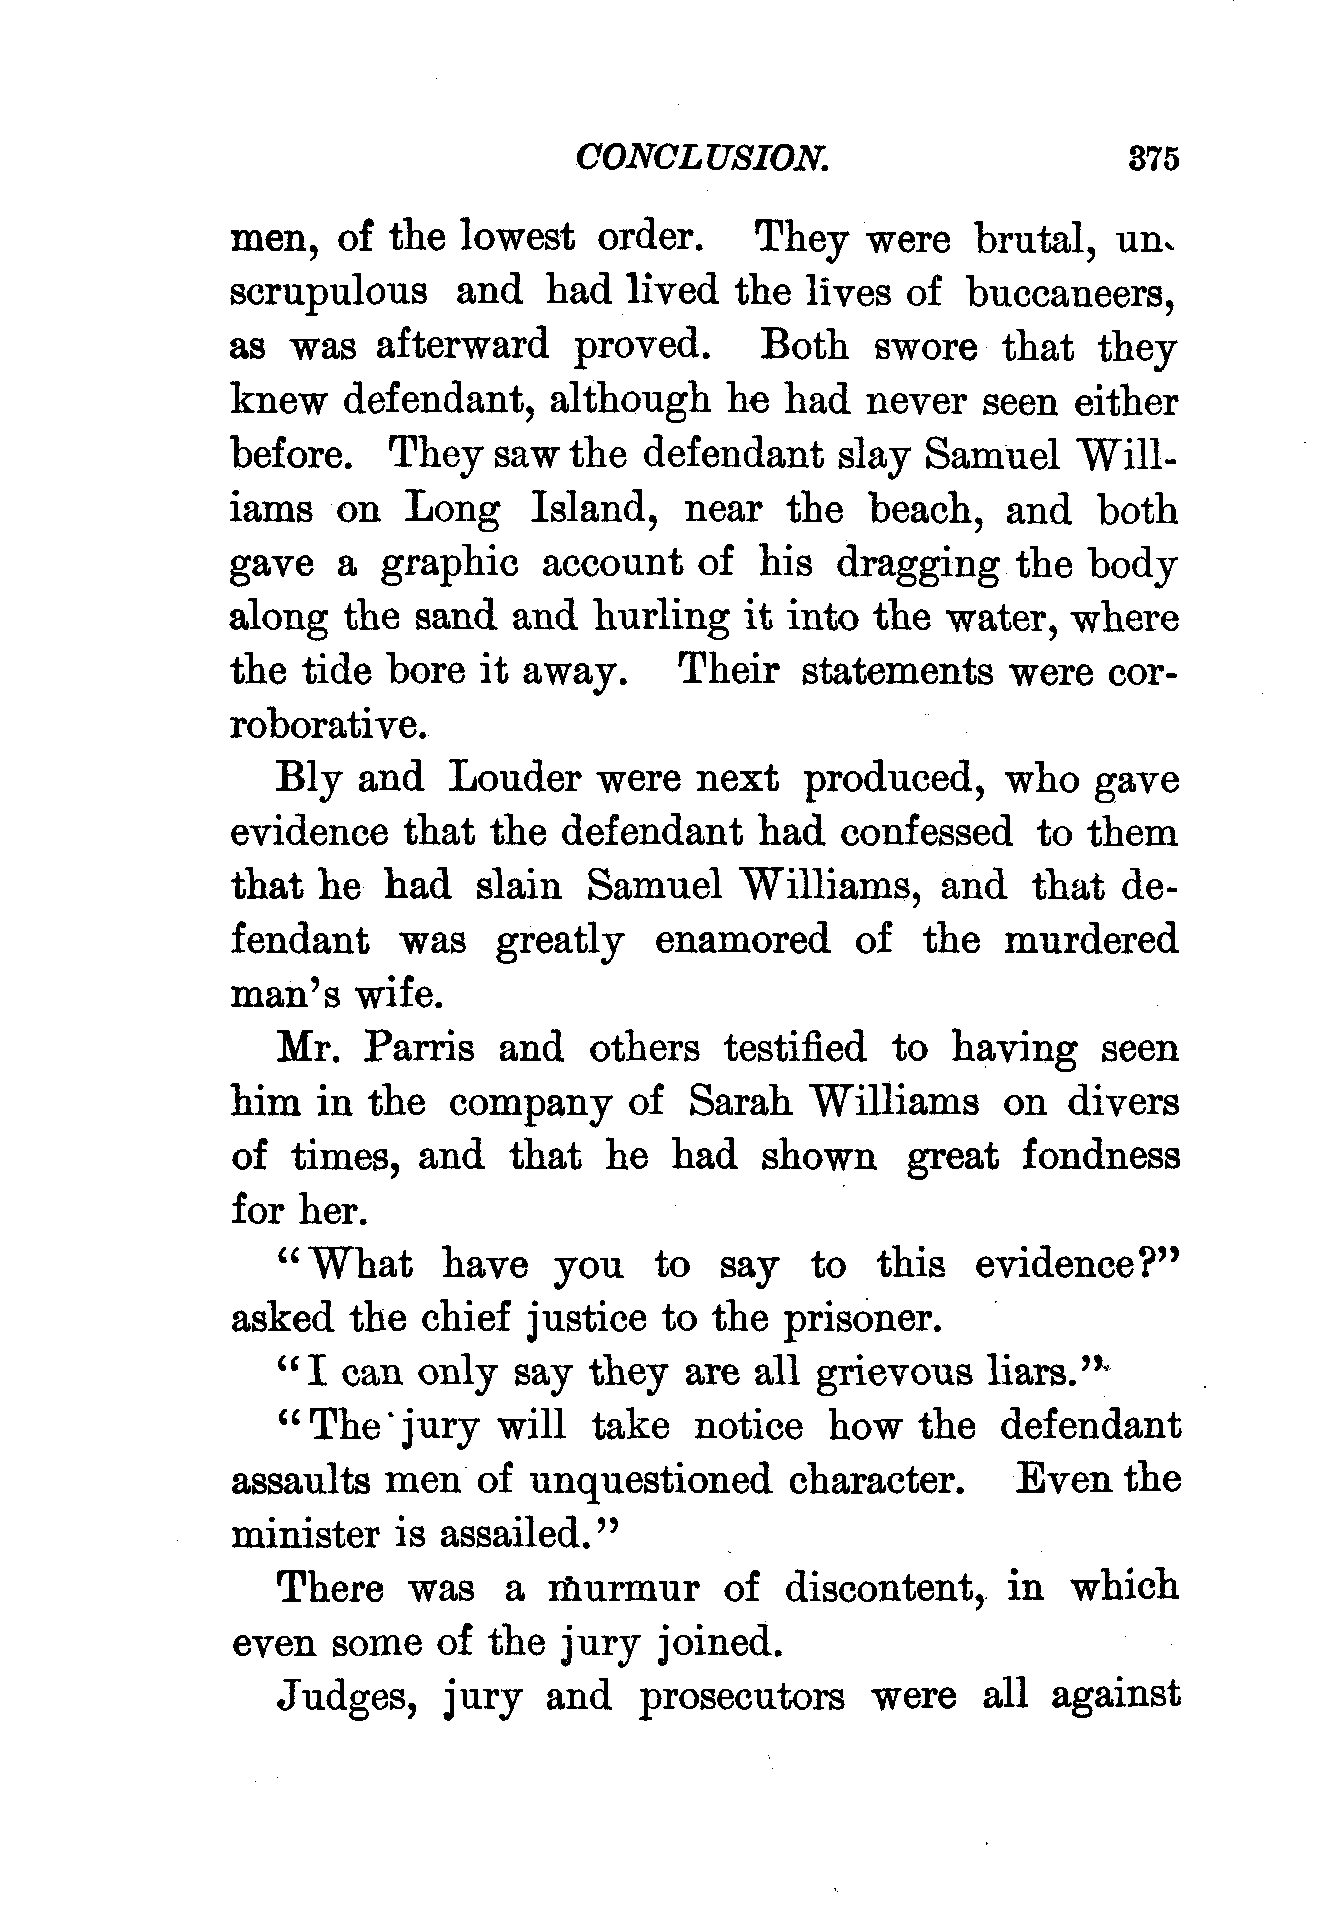 CONCLUSION. 375
men, of the lowest order. They were brutal, un-
scrupulous and had lived the lives of buccaneers,
as was afterward proved. Both swore that they
knew defendant, although he had never seen either
before. They saw the defendant slay Samuel Will-
iams on Long Island, near the beach, and both
gave a graphic account of his dragging the body
along the sand and hurling it into the water, where
the tide bore it away. Their statements were cor-
roborative.
Bly and Louder were next produced, who gave
evidence that the defendant had confessed to them
that he had slain Samuel Williams, and that de-
fendant was greatly enamored of the murdered
man's wife.
Mr. Parris and others testified to having seen
him in the company of Sarah Williams on divers
of times, and that he had shown great fondness
for her.
"What have you to say to this evidence?"
asked the chief justice to the prisoner.
"I can only say they are all grievous liars."
"The jury will take notice how the defendant
assaults men of unquestioned character. Even the
minister is assailed."
There was a murmur of discontent, in which
even some of the jury joined.
Judges, jury and prosecutors were all against